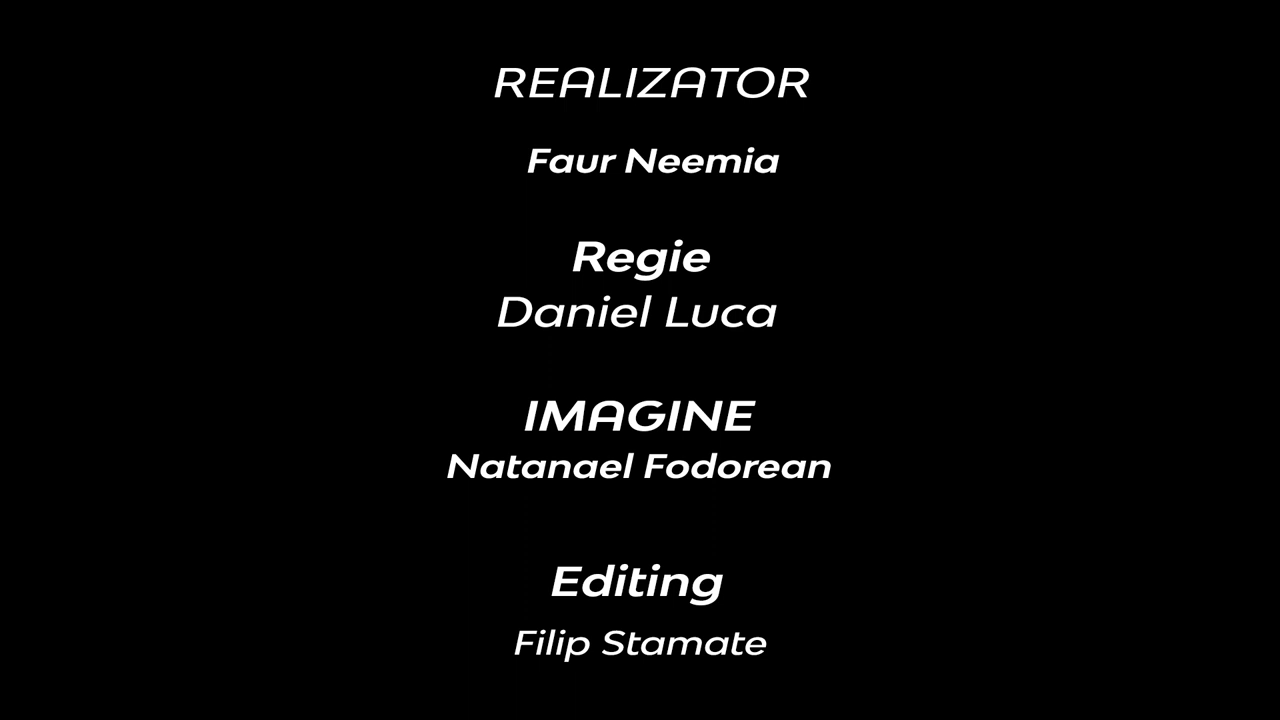 REALIZATOR
Faur Neemia
Regie
Daniel Luca
IMAGINE
Natanael Fodorean
Editing
Filip Stamate